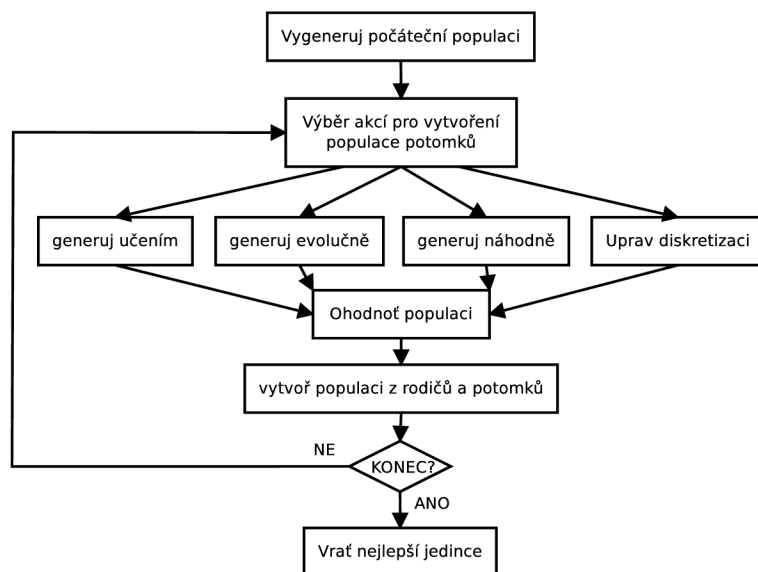 Vygeneruj počáteční populaci
Výběr akcí pro vytvoření
populace potomků
generuj učením
generuj evolučně
generuj náhodně
Uprav diskretizaci
Ohodnoť populaci
vytvoř populaci z rodičů a potomků
NE
KONEC?
ANO
Vrať nejlepší jedince